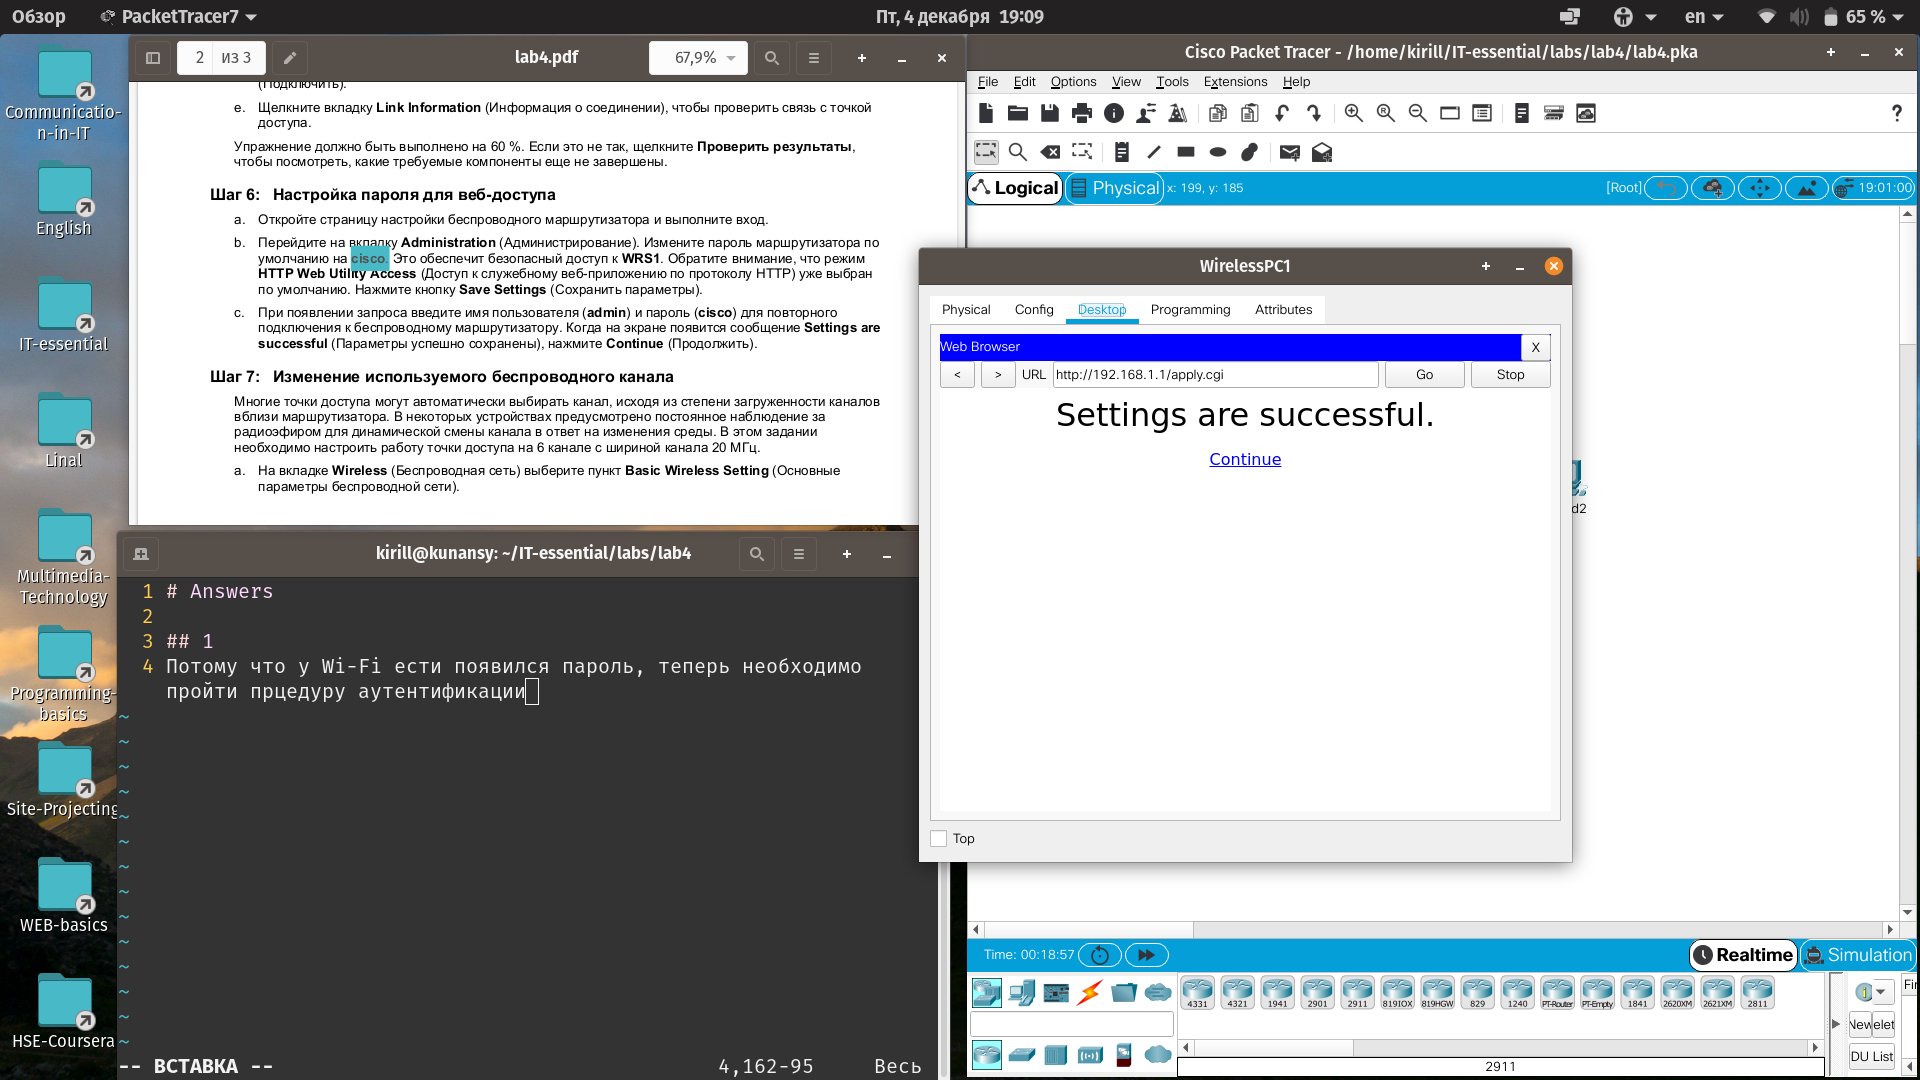 Обзор
PacketTracer7
Пт, 4 декабря 19:09
en
65 %
Communicatio-
n-in-IT
English
IT-essential
Linal
Multimedia-
Technology
Programming-
basics
Site-Projecting
WEB-basics
HSE-Coursera
2 из 3
lab4.pdf
67,9%
(Подключить).
e. Щелкните вкладку Link Information (Информация о соединении), чтобы проверить связь с точкой
доступа.
Упражнение должно быть выполнено на 60 %. Если это не так, щелкните Проверить результаты,
чтобы посмотреть, какие требуемые компоненты еще не завершены.
Шаг 6: Настройка пароля для веб-доступа
a. Откройте страницу настройки беспроводного маршрутизатора и выполните вход.
b. Перейдите на вкладку Administration (Администрирование). Измените пароль маршрутизатора по
умолчанию на cisco. Это обеспечит безопасный доступ к WRS1. Обратите внимание, что режим
HTTP Web Utility Access (Доступ к служебному веб-приложению по протоколу HTTP) уже выбран
по умолчанию. Нажмите кнопку Save Settings (Сохранить параметры).
c. При появлении запроса введите имя пользователя (admin) и пароль (cisco) для повторного
подключения к беспроводному маршрутизатору. Когда на экране появится сообщение Settings are
successful (Параметры успешно сохранены), нажмите Continue (Продолжить).
Шаг 7: Изменение используемого беспроводного канала
Многие точки доступа могут автоматически выбирать канал, исходя из степени загруженности каналов
вблизи маршрутизатора. В некоторых устройствах предусмотрено постоянное наблюдение за
радиоэфиром для динамической смены канала в ответ на изменения среды. В этом задании
необходимо настроить работу точки доступа на 6 канале с шириной канала 20 МГц.
a. На вкладке Wireless (Беспроводная сеть) выберите пункт Basic Wireless Setting (Основные
параметры беспроводной сети).
kirill@kunansy: ~/IT-essential/labs/lab4
1 # Answers
2
3 ## 1
4 Потому что у Wi-Fi ести появился пароль, теперь необходимо
пройти прцедуру аутентификации
~
~
~
~
~
~
~
~
~
~
~
~
~
~
-- ВСТАВКА --
4,162-95
Весь
Cisco Packet Tracer - /home/kirill/IT-essential/labs/lab4/lab4.pka
File Edit Options View Tools Extensions Help
?
Logical
Physical
x: 199, y: 185
[Root]
19:01:00
WirelessPC1
Physical Config Desktop Programming Attributes
Web Browser
X
< > URL http://192.168.1.1/apply.cgi Go Stop
Settings are successful.
Continue
Top
d2
Time: 00:18:57
Realtime
Simulation
4331 4321 1941 2901 2911 819IOX 819HGW 829 1240 PT-Router PT-Empty 1841 2620XM 2621XM 2811
2911
Fir
New
elet
DU List